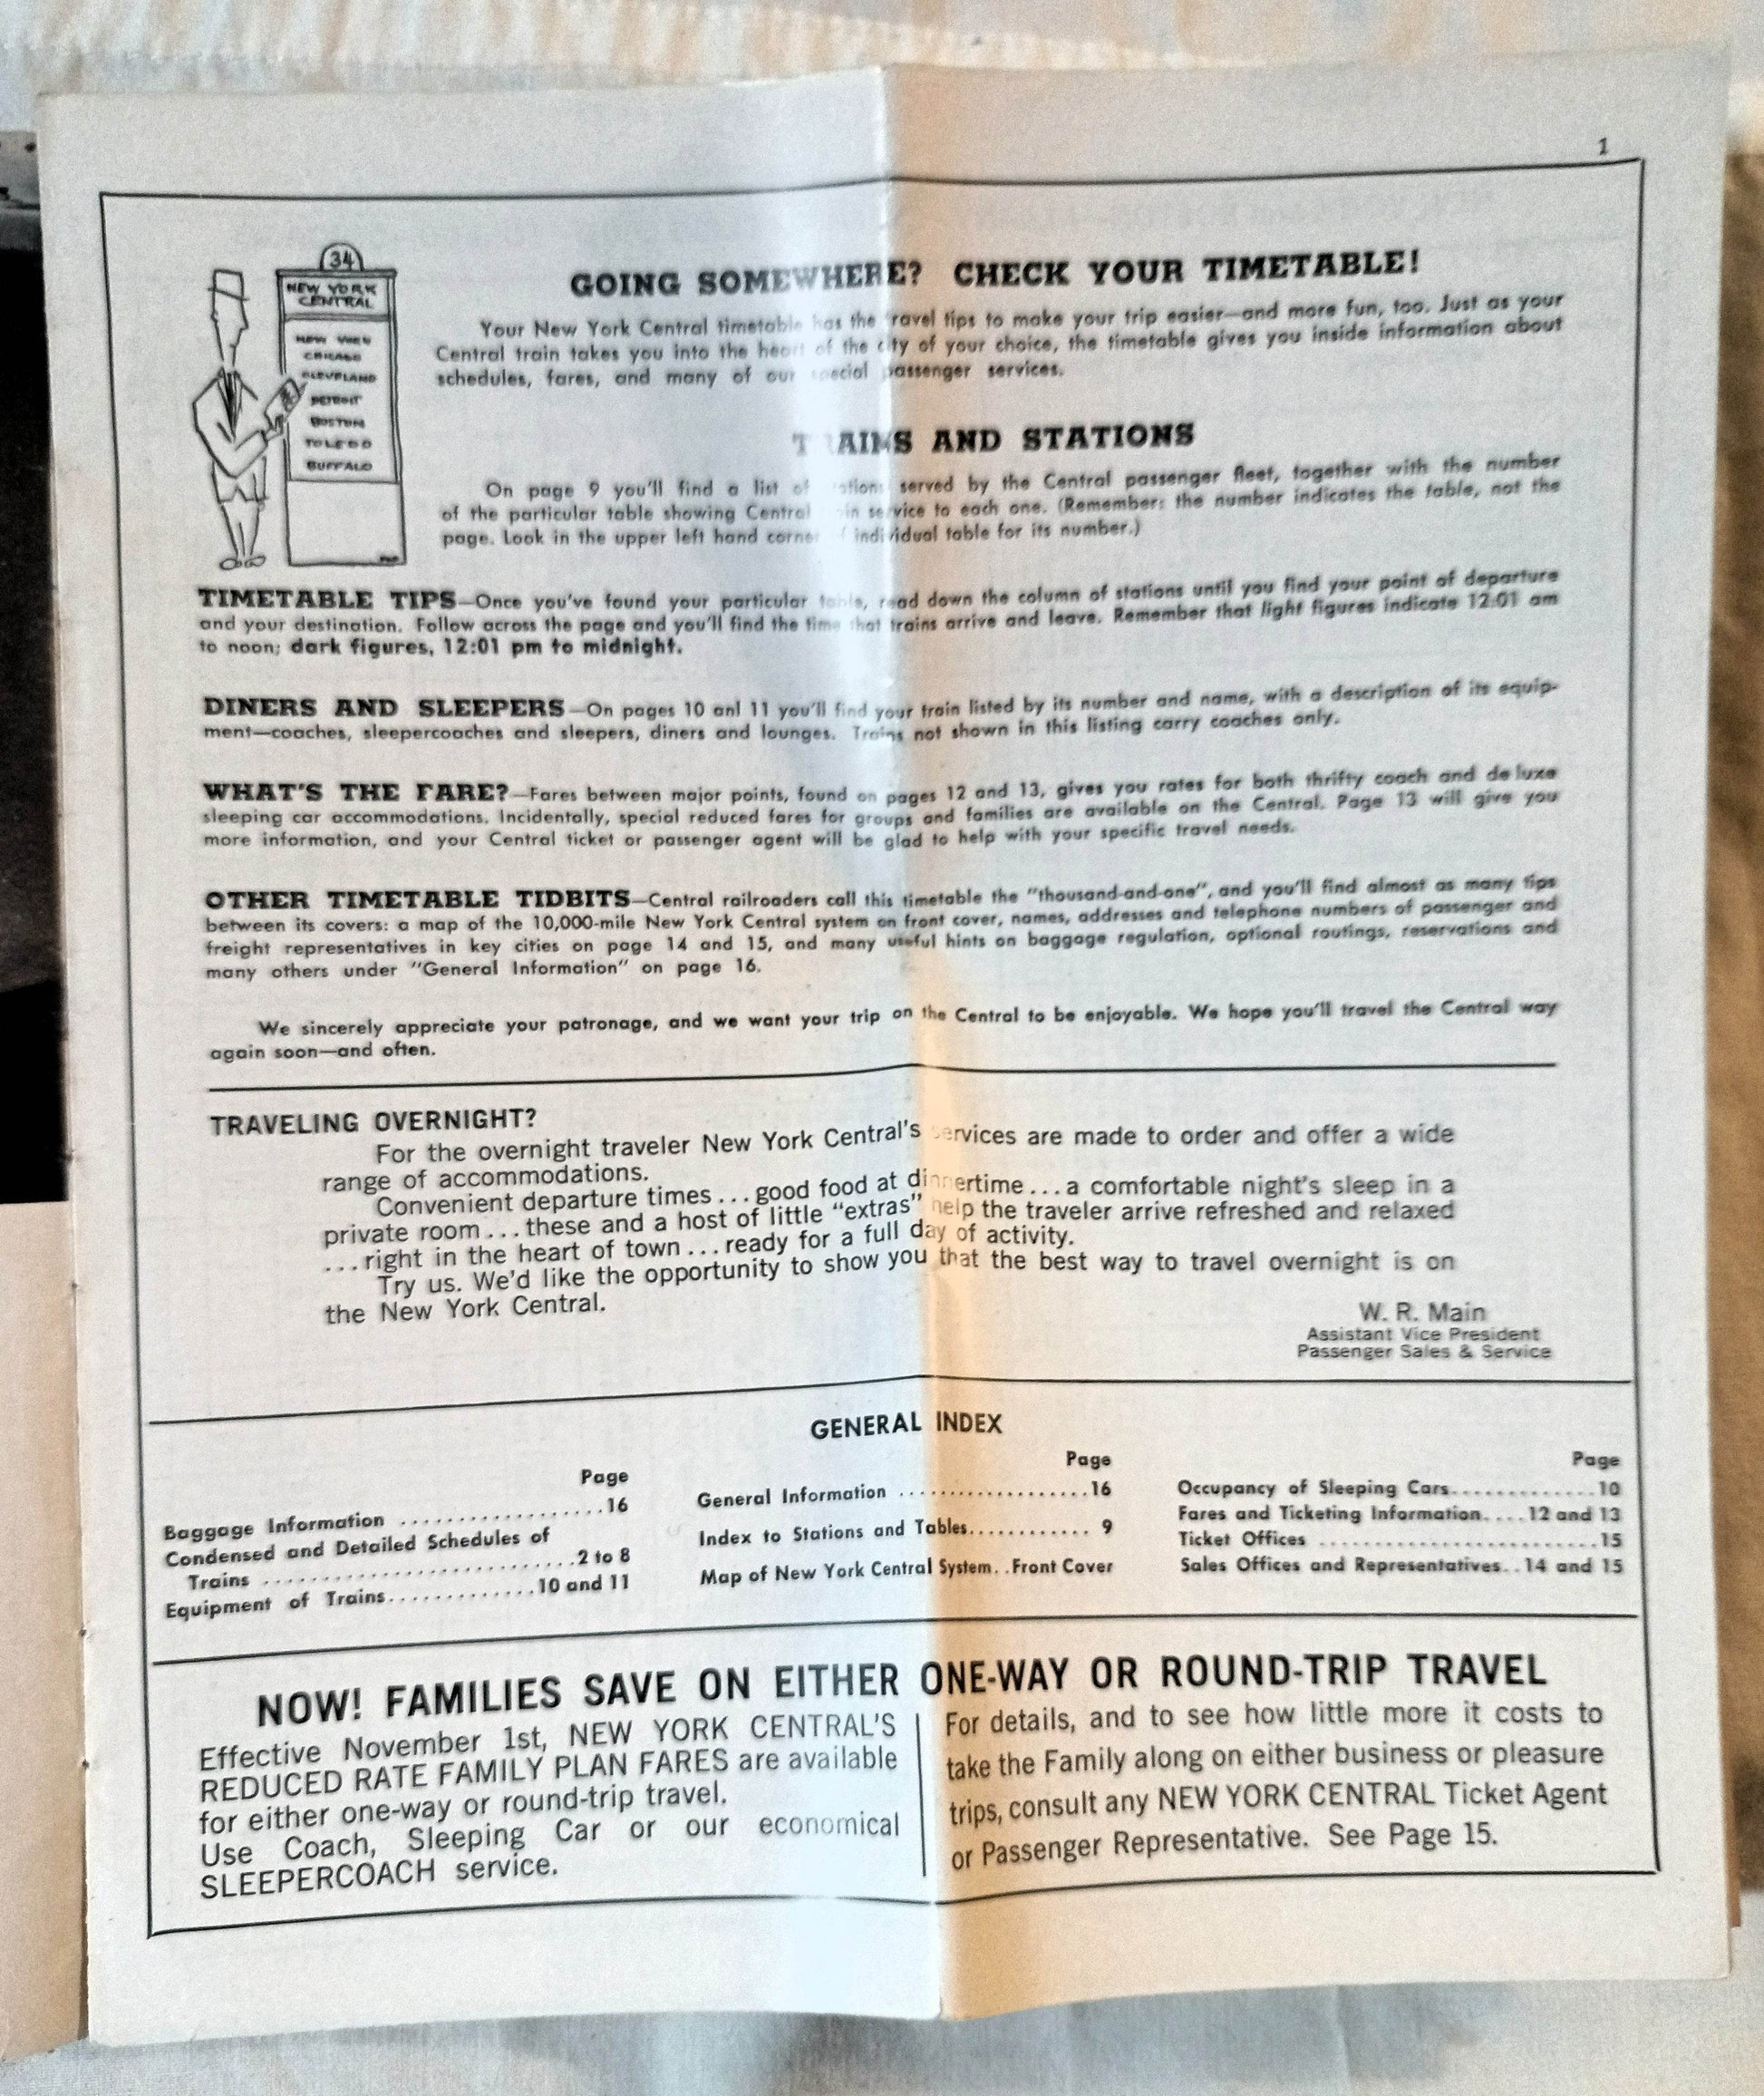 1
34
NEW YORK
CENTRAL
NEW YORK
CHICAGO
CLEVELAND
DETROIT
BOSTON
TOLEDO
BUFFALO
GOING SOMEWHERE? CHECK YOUR TIMETABLE!
Your New York Central timetable has the travel tips to make your trip easier—and more fun, too. Just as your
Central train takes you into the heart of the city of your choice, the timetable gives you inside information about
schedules, fares, and many of our special passenger services.
TRAINS AND STATIONS
On page 9 you'll find a list of stations served by the Central passenger fleet, together with the number
of the particular table showing Central train service to each one. (Remember: the number indicates the table, not the
page. Look in the upper left hand corner of individual table for its number.)
TIMETABLE TIPS—Once you've found your particular table, read down the column of stations until you find your point of departure
and your destination. Follow across the page and you'll find the time that trains arrive and leave. Remember that light figures indicate 12:01 am
to noon; dark figures, 12:01 pm to midnight.
DINERS AND SLEEPERS—On pages 10 anl 11 you'll find your train listed by its number and name, with a description of its equip-
ment—coaches, sleepercoaches and sleepers, diners and lounges. Trains not shown in this listing carry coaches only.
WHAT'S THE FARE?—Fares between major points, found on pages 12 and 13, gives you rates for both thrifty coach and de luxe
sleeping car accommodations. Incidentally, special reduced fares for groups and families are available on the Central. Page 13 will give you
more information, and your Central ticket or passenger agent will be glad to help with your specific travel needs.
OTHER TIMETABLE TIDBITS—Central railroaders call this timetable the "thousand-and-one", and you'll find almost as many tips
between its covers: a map of the 10,000-mile New York Central system on front cover, names, addresses and telephone numbers of passenger and
freight representatives in key cities on page 14 and 15, and many useful hints on baggage regulation, optional routings, reservations and
many others under "General Information" on page 16.
We sincerely appreciate your patronage, and we want your trip on the Central to be enjoyable. We hope you'll travel the Central way
again soon—and often.
TRAVELING OVERNIGHT?
For the overnight traveler New York Central's services are made to order and offer a wide
range of accommodations.
Convenient departure times...good food at dinnertime...a comfortable night's sleep in a
private room...these and a host of little "extras" help the traveler arrive refreshed and relaxed
...right in the heart of town...ready for a full day of activity.
Try us. We'd like the opportunity to show you that the best way to travel overnight is on
the New York Central.
W. R. Main
Assistant Vice President
Passenger Sales & Service
GENERAL INDEX
Page
Baggage Information ..................16
Condensed and Detailed Schedules of
Trains ..........................2 to 8
Equipment of Trains............10 and 11
Page
General Information ..................16
Index to Stations and Tables............ 9
Map of New York Central System..Front Cover
Page
Occupancy of Sleeping Cars.............10
Fares and Ticketing Information....12 and 13
Ticket Offices .........................15
Sales Offices and Representatives..14 and 15
NOW! FAMILIES SAVE ON EITHER ONE-WAY OR ROUND-TRIP TRAVEL
Effective November 1st, NEW YORK CENTRAL'S
REDUCED RATE FAMILY PLAN FARES are available
for either one-way or round-trip travel.
Use Coach, Sleeping Car or our economical
SLEEPERCOACH service.
For details, and to see how little more it costs to
take the Family along on either business or pleasure
trips, consult any NEW YORK CENTRAL Ticket Agent
or Passenger Representative. See Page 15.